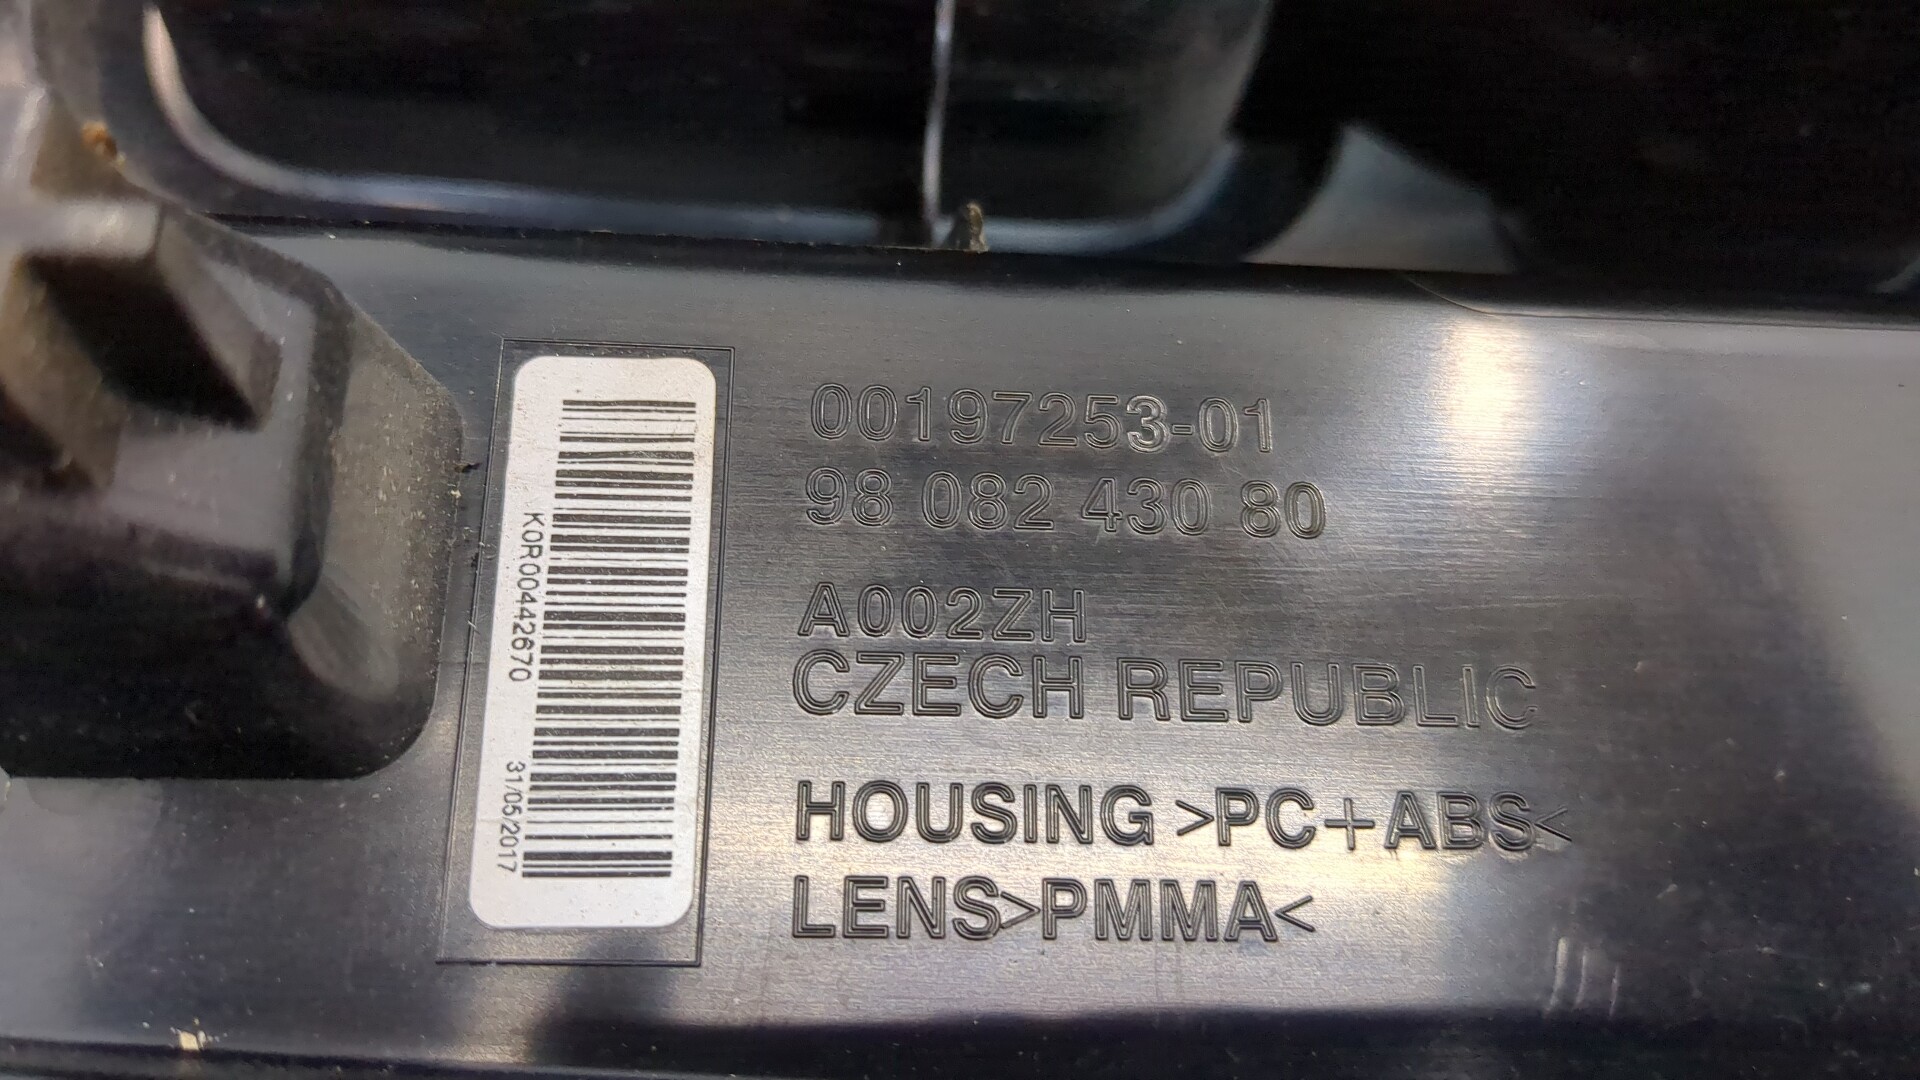 K0R00442670
31/05/2017
00197253-01
98 082 430 80
A002ZH
CZECH REPUBLIC
HOUSING >PC+ABS<
LENS>PMMA<